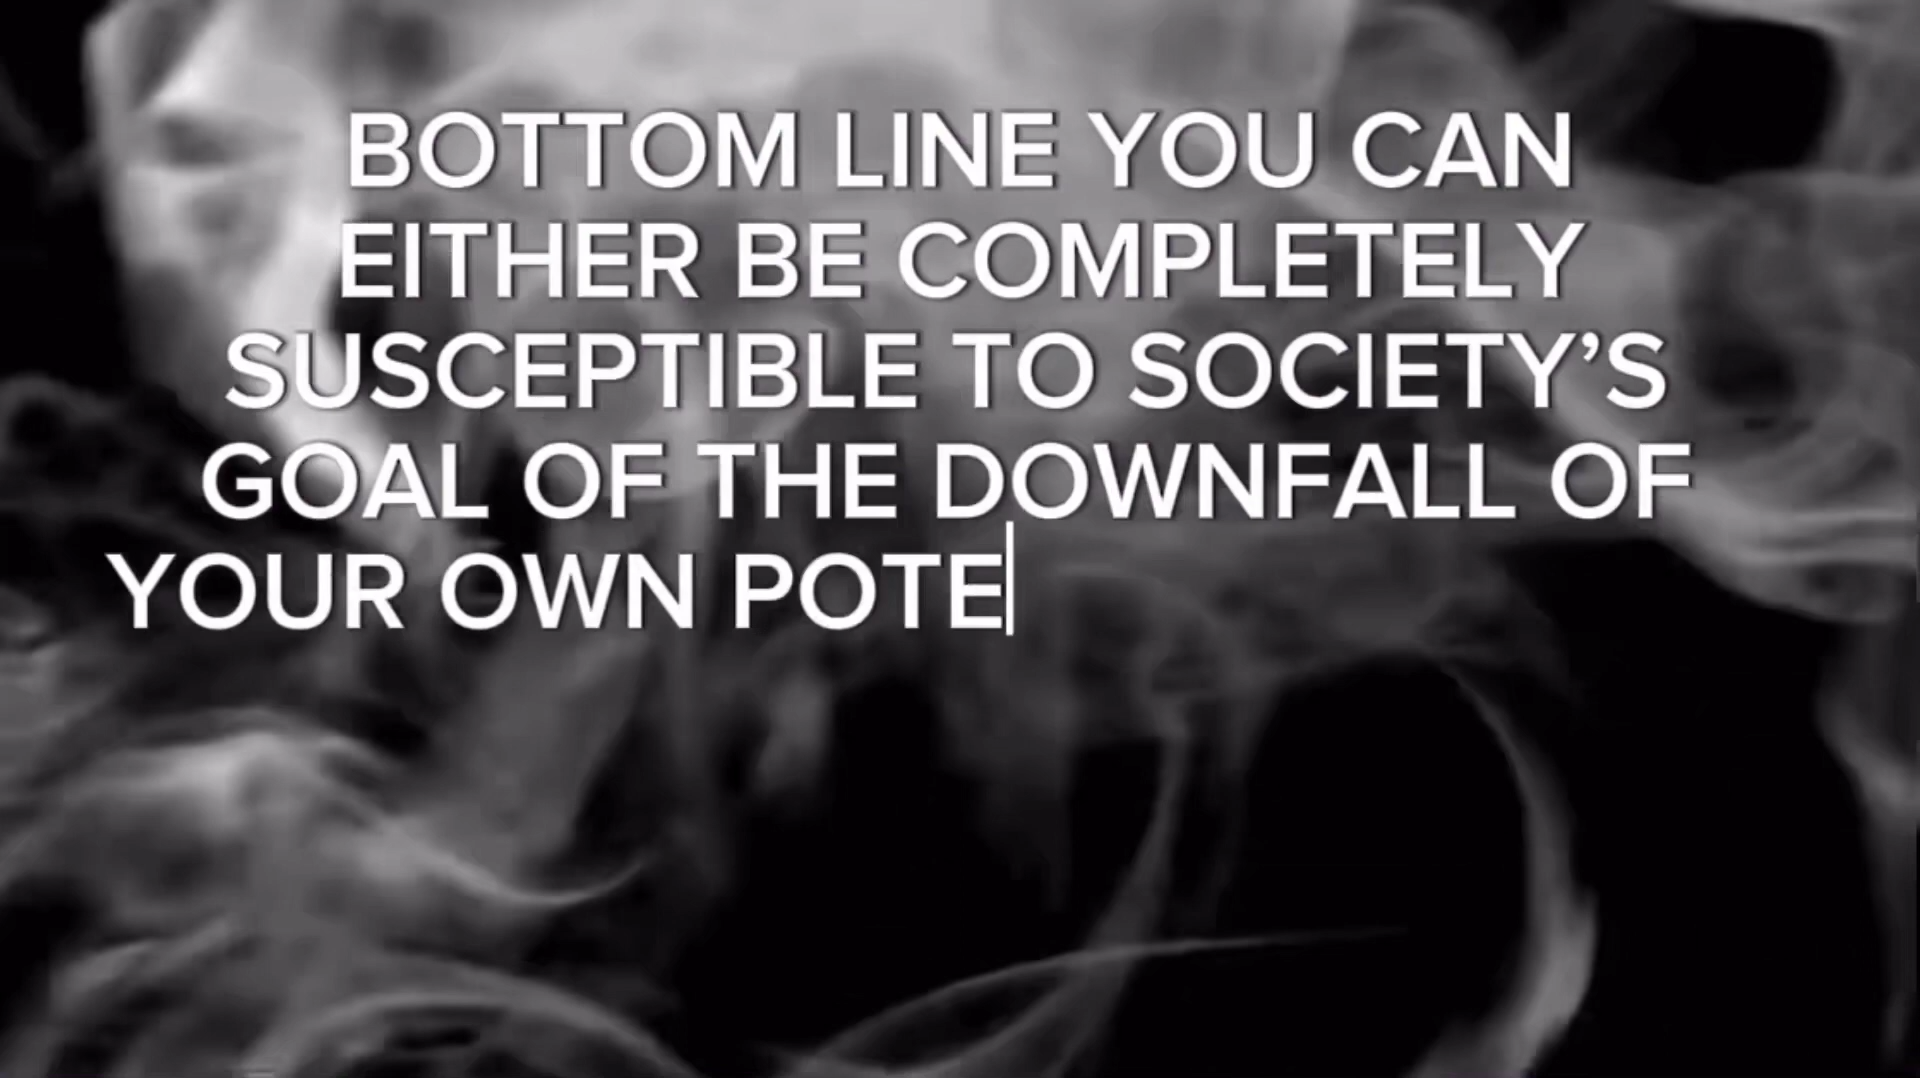 BOTTOM LINE YOU CAN
EITHER BE COMPLETELY
SUSCEPTIBLE TO SOCIETY’S
GOAL OF THE DOWNFALL OF
YOUR OWN POTE